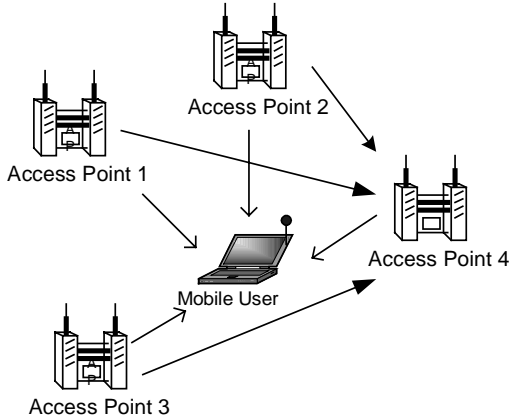 Access Point 2
Access Point 1
Access Point 4
Mobile User
Access Point 3